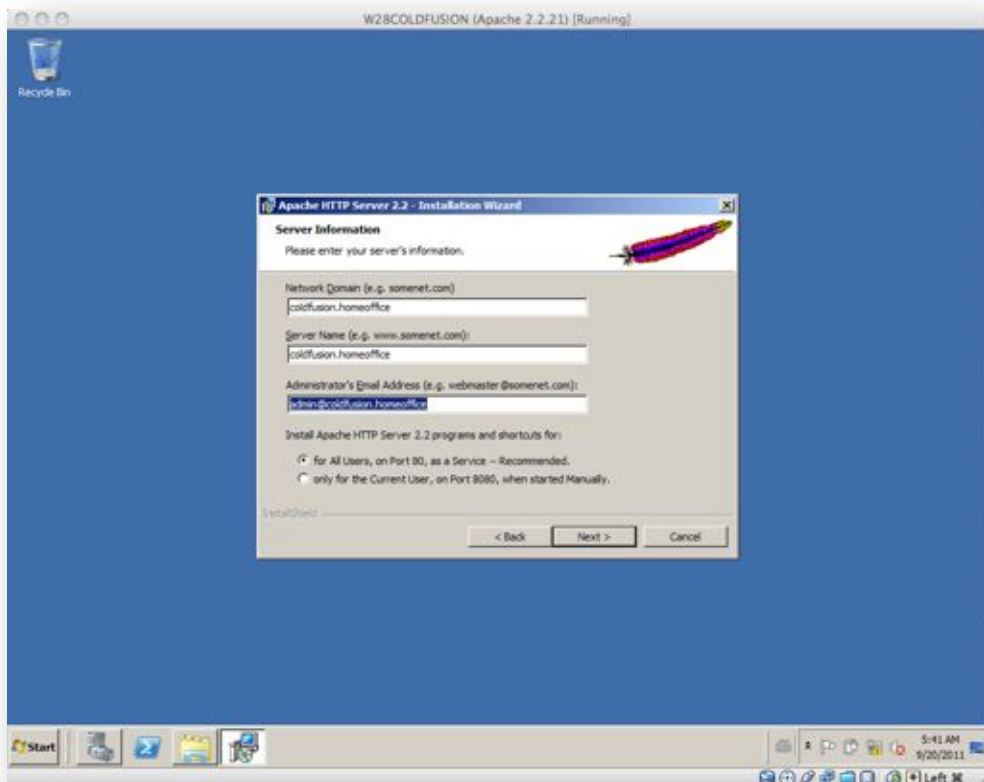 W28COLDFUSION (Apache 2.2.21) [Running]
Recycle Bin
Apache HTTP Server 2.2 - Installation Wizard
Server Information
Please enter your server's information.
Network Domain (e.g. somenet.com)
coldfusion.homeoffice
Server Name (e.g. www.somenet.com):
coldfusion.homeoffice
Administrator's Email Address (e.g. webmaster@somenet.com):
admin@coldfusion.homeoffice
Install Apache HTTP Server 2.2 programs and shortcuts for:
for All Users, on Port 80, as a Service -- Recommended.
only for the Current User, on Port 8080, when started Manually.
InstallShield
< Back
Next >
Cancel
Start
5:41 AM
9/20/2011
Left ⌘